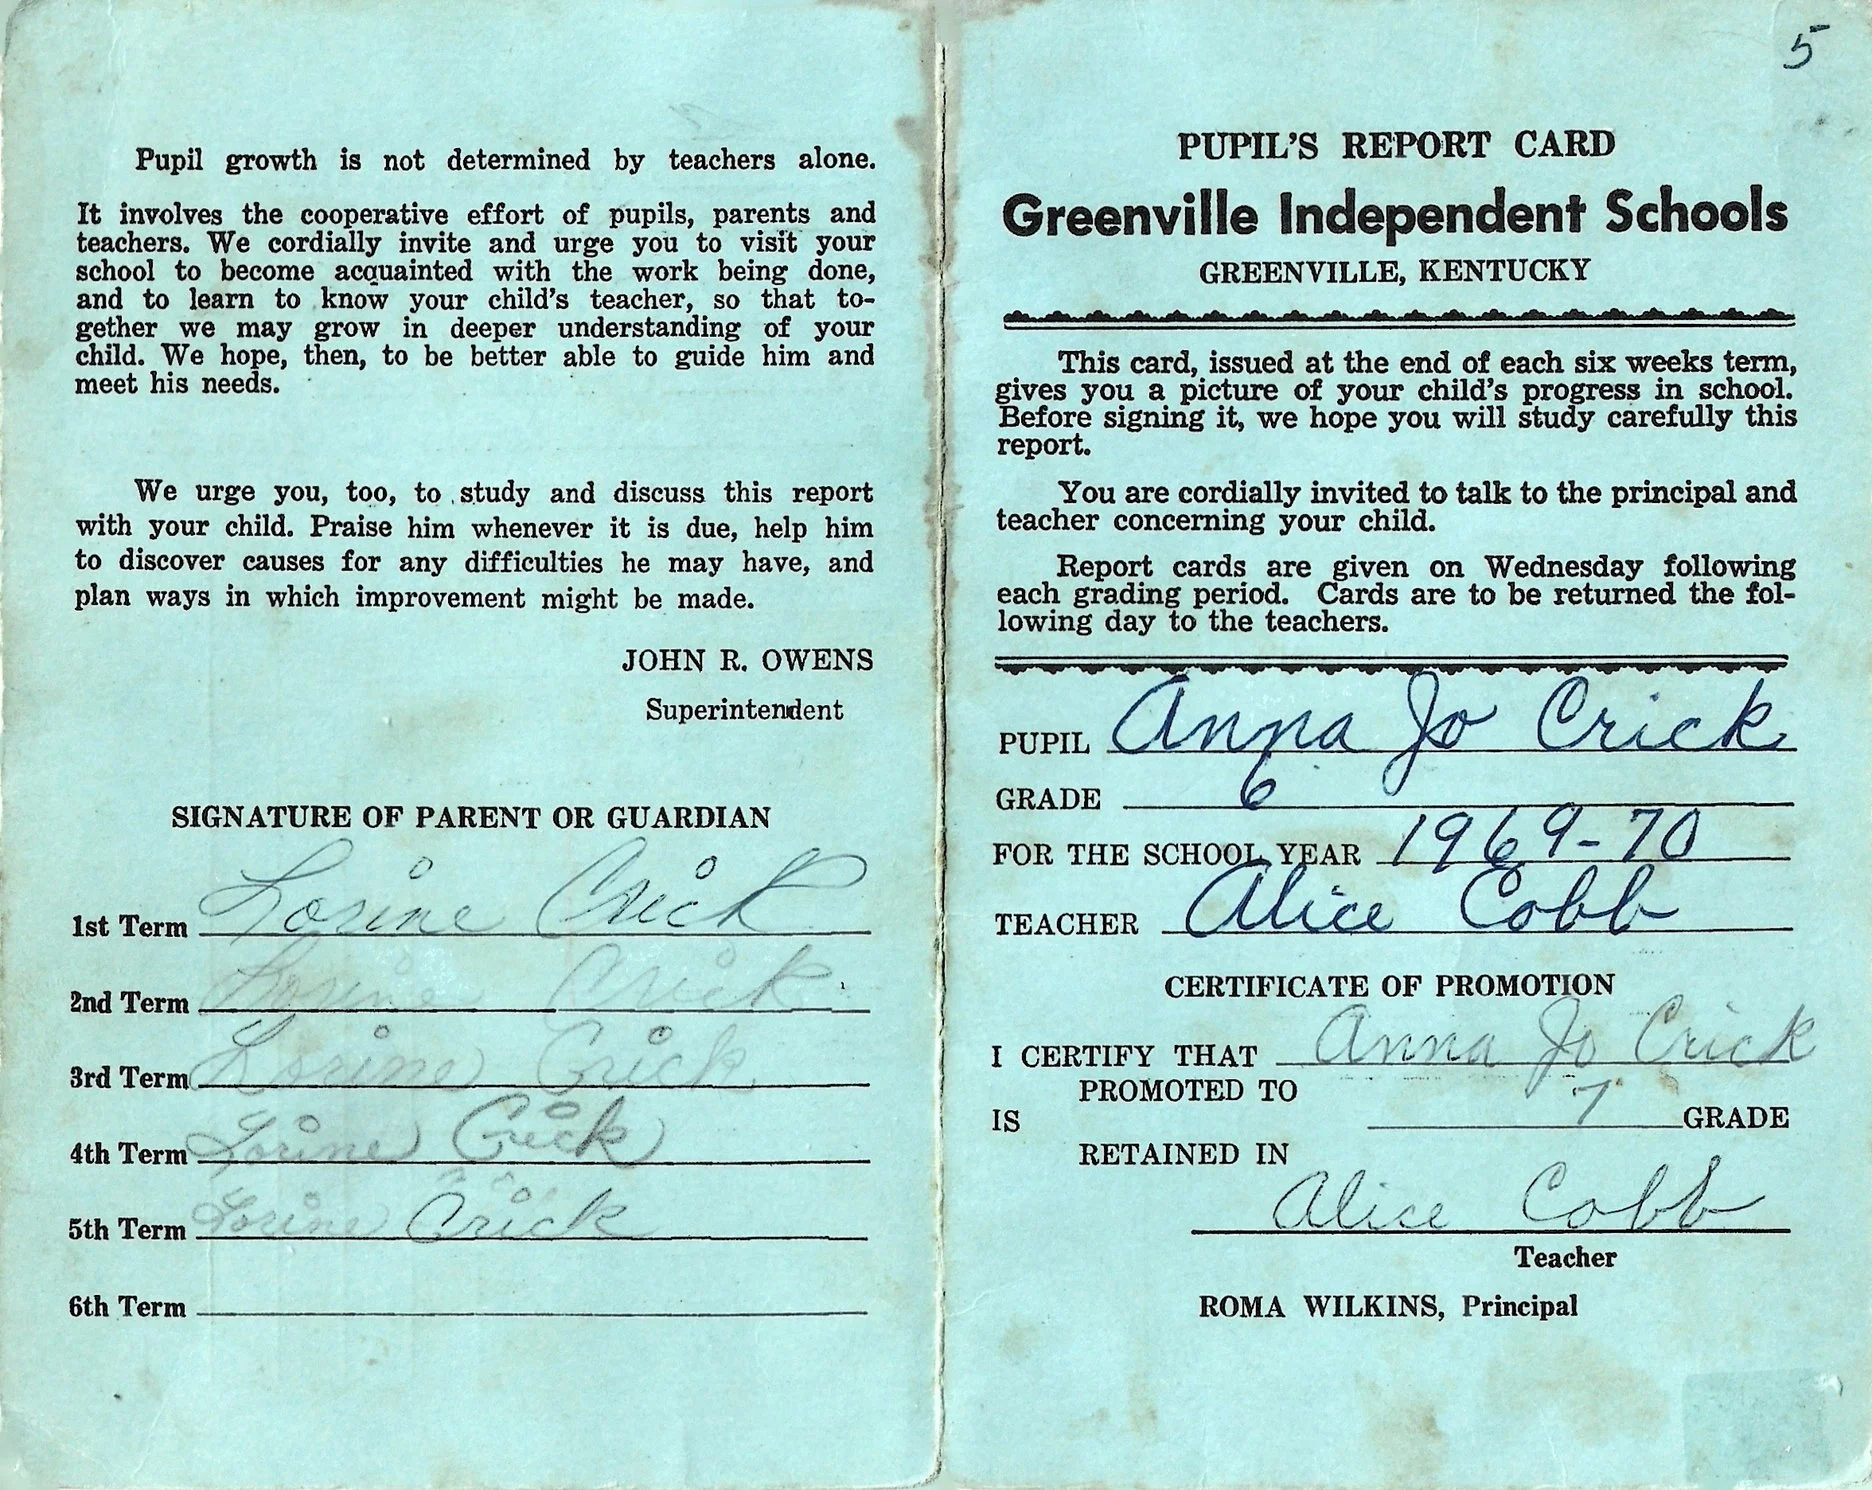 Pupil growth is not determined by teachers alone.
It involves the cooperative effort of pupils, parents and
teachers. We cordially invite and urge you to visit your
school to become acquainted with the work being done,
and to learn to know your child's teacher, so that to-
gether we may grow in deeper understanding of your
child. We hope, then, to be better able to guide him and
meet his needs.
We urge you, too, to study and discuss this report
with your child. Praise him whenever it is due, help him
to discover causes for any difficulties he may have, and
plan ways in which improvement might be made.
JOHN R. OWENS
Superintendent
SIGNATURE OF PARENT OR GUARDIAN
1st Term Lorine Crick
2nd Term Lorine Crick
3rd Term Lorine Crick
4th Term Lorine Crick
5th Term Lorine Crick
6th Term
5
PUPIL'S REPORT CARD
Greenville Independent Schools
GREENVILLE, KENTUCKY
This card, issued at the end of each six weeks term,
gives you a picture of your child's progress in school.
Before signing it, we hope you will study carefully this
report.
You are cordially invited to talk to the principal and
teacher concerning your child.
Report cards are given on Wednesday following
each grading period. Cards are to be returned the fol-
lowing day to the teachers.
PUPIL Anna Jo Crick
GRADE 6
FOR THE SCHOOL YEAR 1969-70
TEACHER Alice Cobb
CERTIFICATE OF PROMOTION
I CERTIFY THAT Anna Jo Crick
PROMOTED TO
IS 7 GRADE
RETAINED IN
Alice Cobb
Teacher
ROMA WILKINS, Principal